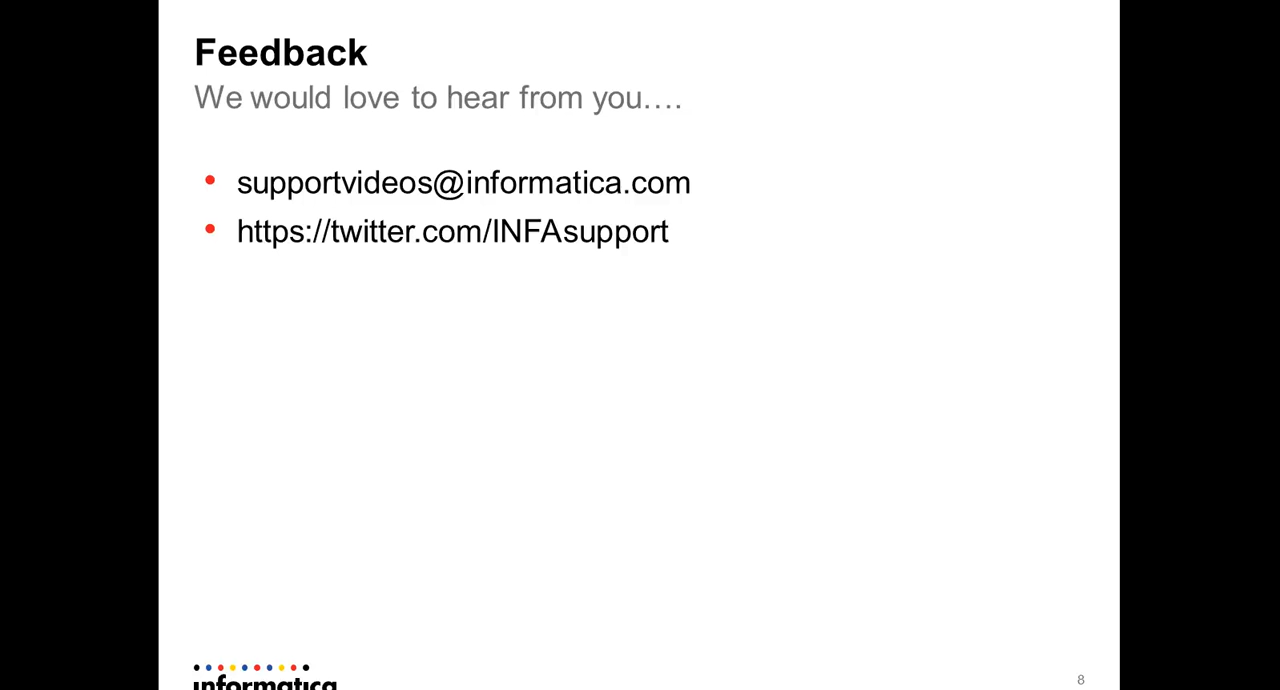 Feedback
We would love to hear from you….
• supportvideos@informatica.com
• https://twitter.com/INFAsupport
informatica
8